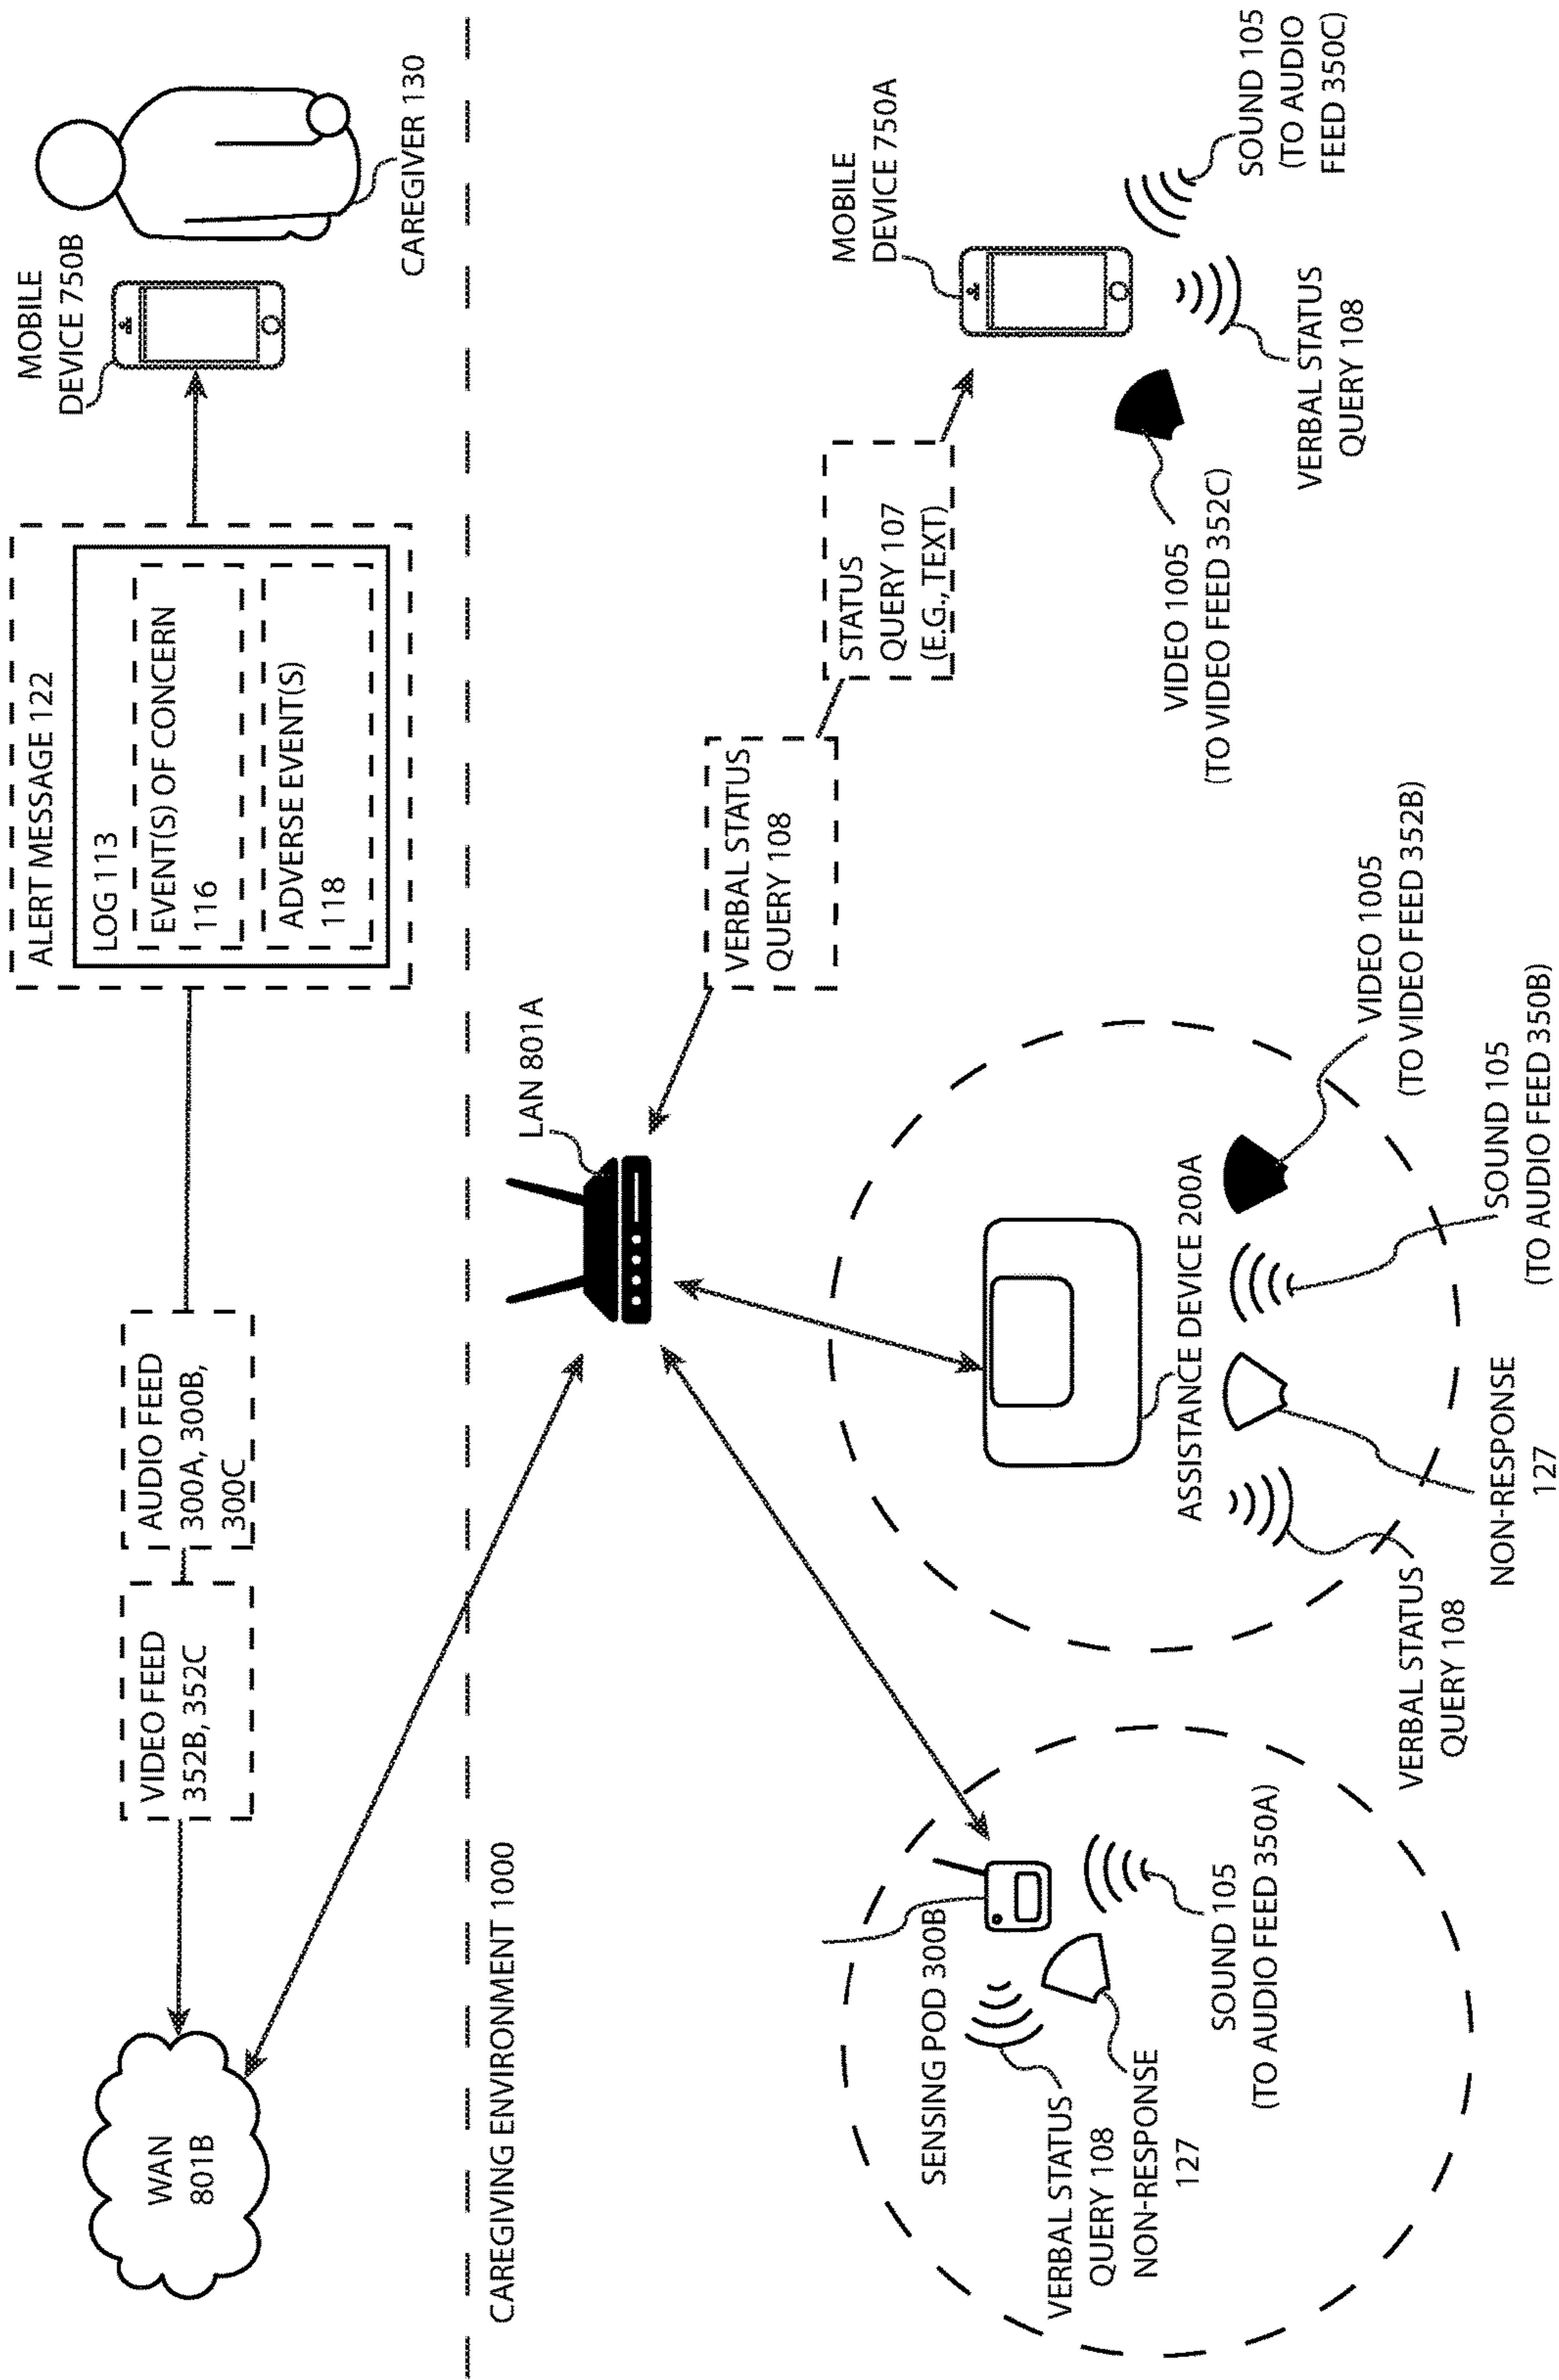 WAN
801B
VIDEO FEED
352B, 352C
AUDIO FEED
300A, 300B,
300C
ALERT MESSAGE 122
LOG 113
EVENT(S) OF CONCERN
116
ADVERSE EVENT(S)
118
MOBILE
DEVICE 750B
CAREGIVER 130
CAREGIVING ENVIRONMENT 1000
LAN 801A
VERBAL STATUS
QUERY 108
STATUS
QUERY 107
(E.G., TEXT)
MOBILE
DEVICE 750A
SENSING POD 300B
VERBAL STATUS
QUERY 108
NON-RESPONSE
127
SOUND 105
(TO AUDIO FEED 350A)
ASSISTANCE DEVICE 200A
VERBAL STATUS
QUERY 108
NON-RESPONSE
127
SOUND 105
(TO AUDIO FEED 350B)
VIDEO 1005
(TO VIDEO FEED 352B)
VIDEO 1005
(TO VIDEO FEED 352C)
VERBAL STATUS
QUERY 108
SOUND 105
(TO AUDIO
FEED 350C)